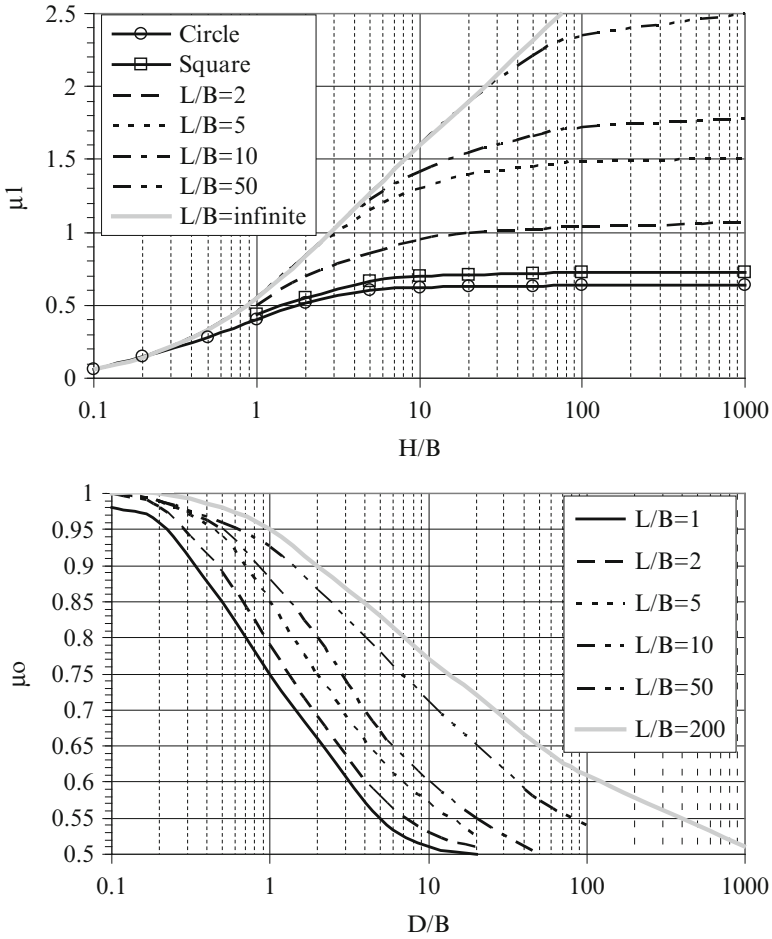 μ1
2.5
2
1.5
1
0.5
0
Circle
Square
L/B=2
L/B=5
L/B=10
L/B=50
L/B=infinite
0.1 1 10 100 1000
H/B
μo
1
0.95
0.9
0.85
0.8
0.75
0.7
0.65
0.6
0.55
0.5
L/B=1
L/B=2
L/B=5
L/B=10
L/B=50
L/B=200
0.1 1 10 100 1000
D/B